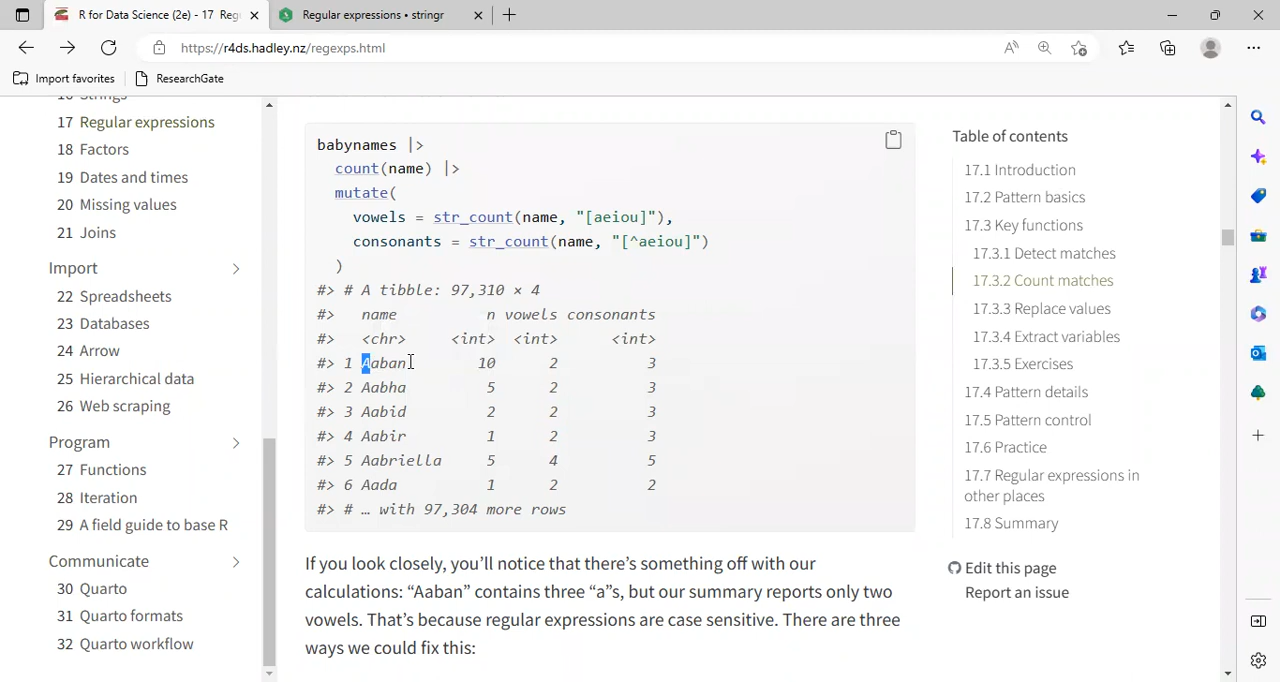 R for Data Science (2e) - 17 Reg
Regular expressions • stringr
https://r4ds.hadley.nz/regexps.html
Import favorites
ResearchGate
16 Strings
17 Regular expressions
18 Factors
19 Dates and times
20 Missing values
21 Joins
Import
22 Spreadsheets
23 Databases
24 Arrow
25 Hierarchical data
26 Web scraping
Program
27 Functions
28 Iteration
29 A field guide to base R
Communicate
30 Quarto
31 Quarto formats
32 Quarto workflow
babynames |>
count(name) |>
mutate(
vowels = str_count(name, "[aeiou]"),
consonants = str_count(name, "[^aeiou]")
)
#> # A tibble: 97,310 × 4
#> name n vowels consonants
#> <chr> <int> <int> <int>
#> 1 Aaban 10 2 3
#> 2 Aabha 5 2 3
#> 3 Aabid 2 2 3
#> 4 Aabir 1 2 3
#> 5 Aabriella 5 4 5
#> 6 Aada 1 2 2
#> # … with 97,304 more rows
If you look closely, you’ll notice that there’s something off with our
calculations: “Aaban” contains three “a”s, but our summary reports only two
vowels. That’s because regular expressions are case sensitive. There are three
ways we could fix this:
Table of contents
17.1 Introduction
17.2 Pattern basics
17.3 Key functions
17.3.1 Detect matches
17.3.2 Count matches
17.3.3 Replace values
17.3.4 Extract variables
17.3.5 Exercises
17.4 Pattern details
17.5 Pattern control
17.6 Practice
17.7 Regular expressions in
other places
17.8 Summary
Edit this page
Report an issue